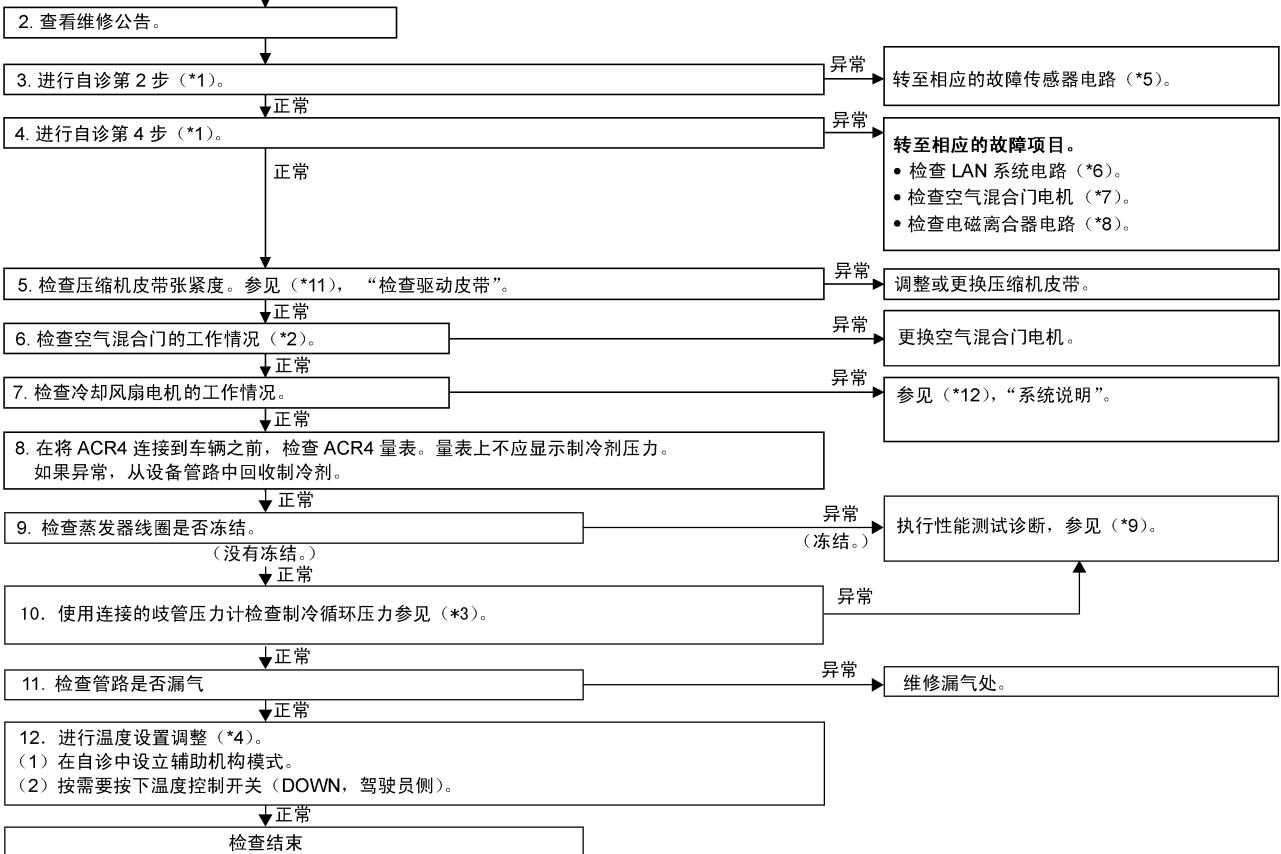 2. 查看维修公告。
3. 进行自诊第 2 步（*1）。
异常
转至相应的故障传感器电路（*5）。
正常
4. 进行自诊第 4 步（*1）。
异常
转至相应的故障项目。
• 检查 LAN 系统电路（*6）。
• 检查空气混合门电机（*7）。
• 检查电磁离合器电路（*8）。
正常
5. 检查压缩机皮带张紧度。参见（*11），“检查驱动皮带”。
异常
调整或更换压缩机皮带。
正常
6. 检查空气混合门的工作情况（*2）。
异常
更换空气混合门电机。
正常
7. 检查冷却风扇电机的工作情况。
异常
参见（*12），“系统说明”。
正常
8. 在将 ACR4 连接到车辆之前，检查 ACR4 量表。量表上不应显示制冷剂压力。
如果异常，从设备管路中回收制冷剂。
正常
9. 检查蒸发器线圈是否冻结。
异常
（冻结。）
执行性能测试诊断，参见（*9）。
（没有冻结。）
正常
10. 使用连接的歧管压力计检查制冷循环压力参见（*3）。
异常
正常
11. 检查管路是否漏气
异常
维修漏气处。
正常
12. 进行温度设置调整（*4）。
（1）在自诊中设立辅助机构模式。
（2）按需要按下温度控制开关（DOWN，驾驶员侧）。
正常
检查结束